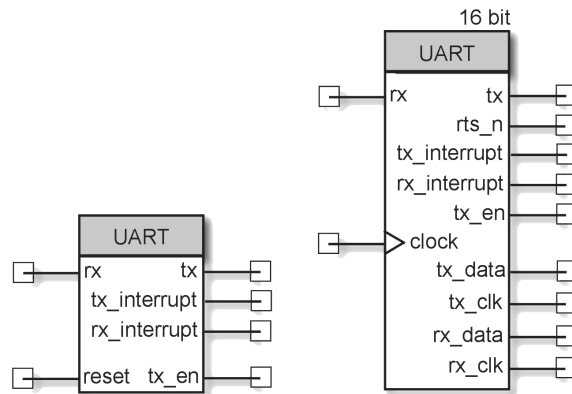 UART
rx tx
tx_interrupt
rx_interrupt
reset tx_en
16 bit
UART
rx tx
rts_n
tx_interrupt
rx_interrupt
tx_en
clock
tx_data
tx_clk
rx_data
rx_clk